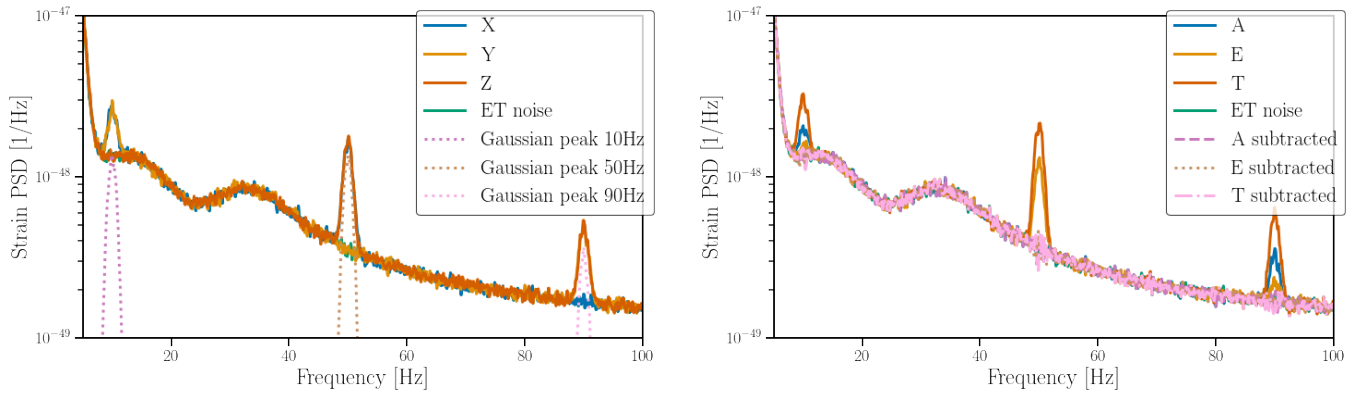 10⁻⁴⁷
10⁻⁴⁸
10⁻⁴⁹
Strain PSD [1/Hz]
X
Y
Z
ET noise
Gaussian peak 10Hz
Gaussian peak 50Hz
Gaussian peak 90Hz
20 40 60 80 100
Frequency [Hz]
10⁻⁴⁷
10⁻⁴⁸
10⁻⁴⁹
Strain PSD [1/Hz]
A
E
T
ET noise
A subtracted
E subtracted
T subtracted
20 40 60 80 100
Frequency [Hz]